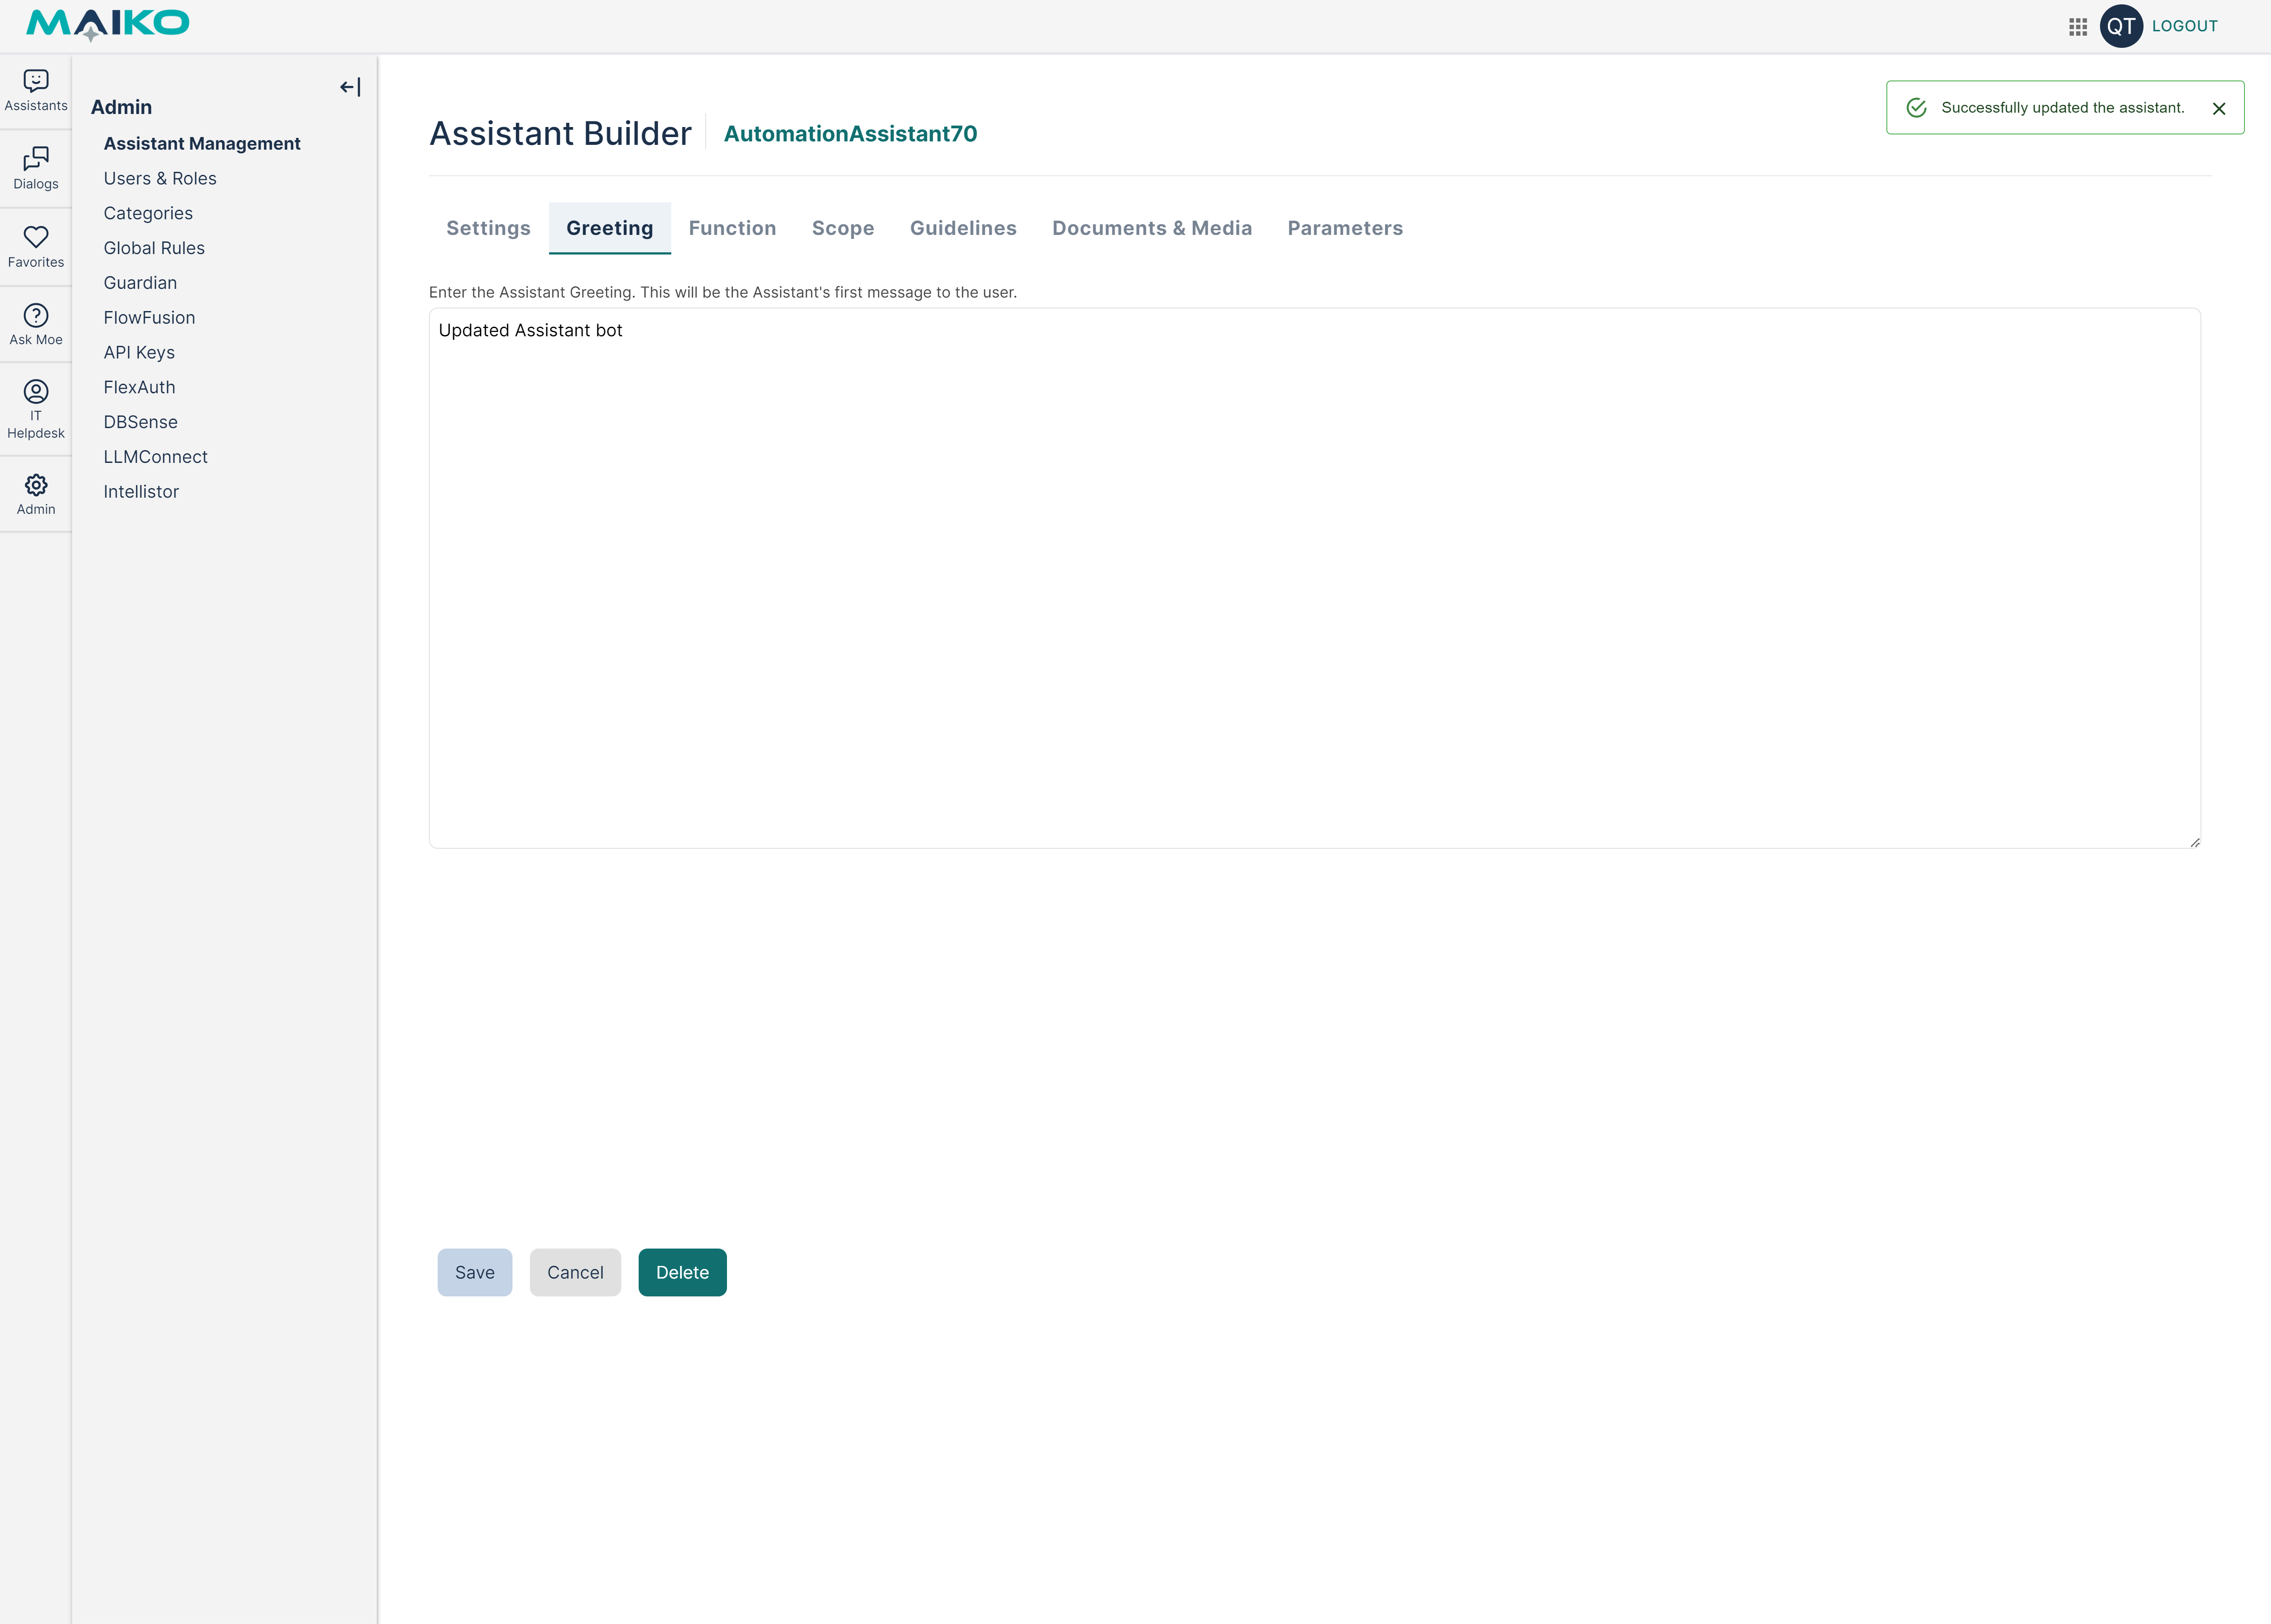 MAIKO
QT
LOGOUT
Assistants
Dialogs
Favorites
Ask Moe
IT
Helpdesk
Admin
Admin
Assistant Management
Users & Roles
Categories
Global Rules
Guardian
FlowFusion
API Keys
FlexAuth
DBSense
LLMConnect
Intellistor
Successfully updated the assistant.
Assistant Builder
AutomationAssistant70
Settings Greeting Function Scope Guidelines Documents & Media Parameters
Enter the Assistant Greeting. This will be the Assistant's first message to the user.
Updated Assistant bot
Save Cancel Delete